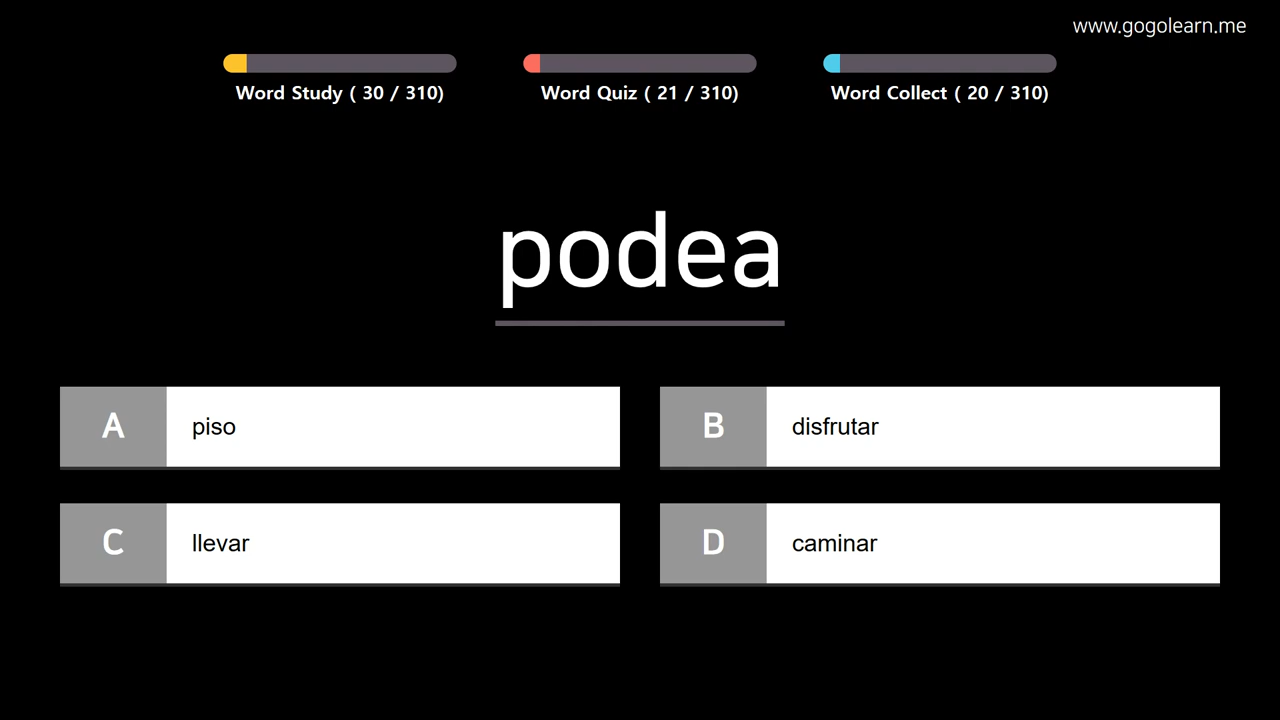 www.gogolearn.me
Word Study ( 30 / 310)
Word Quiz ( 21 / 310)
Word Collect ( 20 / 310)
podea
A piso
B disfrutar
C llevar
D caminar